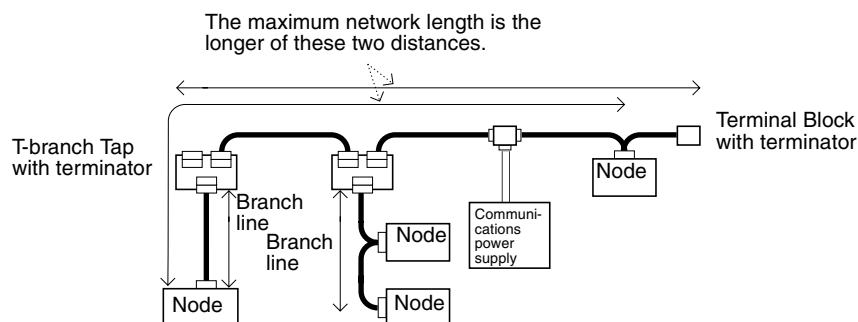 The maximum network length is the
longer of these two distances.
T-branch Tap
with terminator
Terminal Block
with terminator
Node
Branch
line
Branch
line
Node
Communi-
cations
power
supply
Node
Node